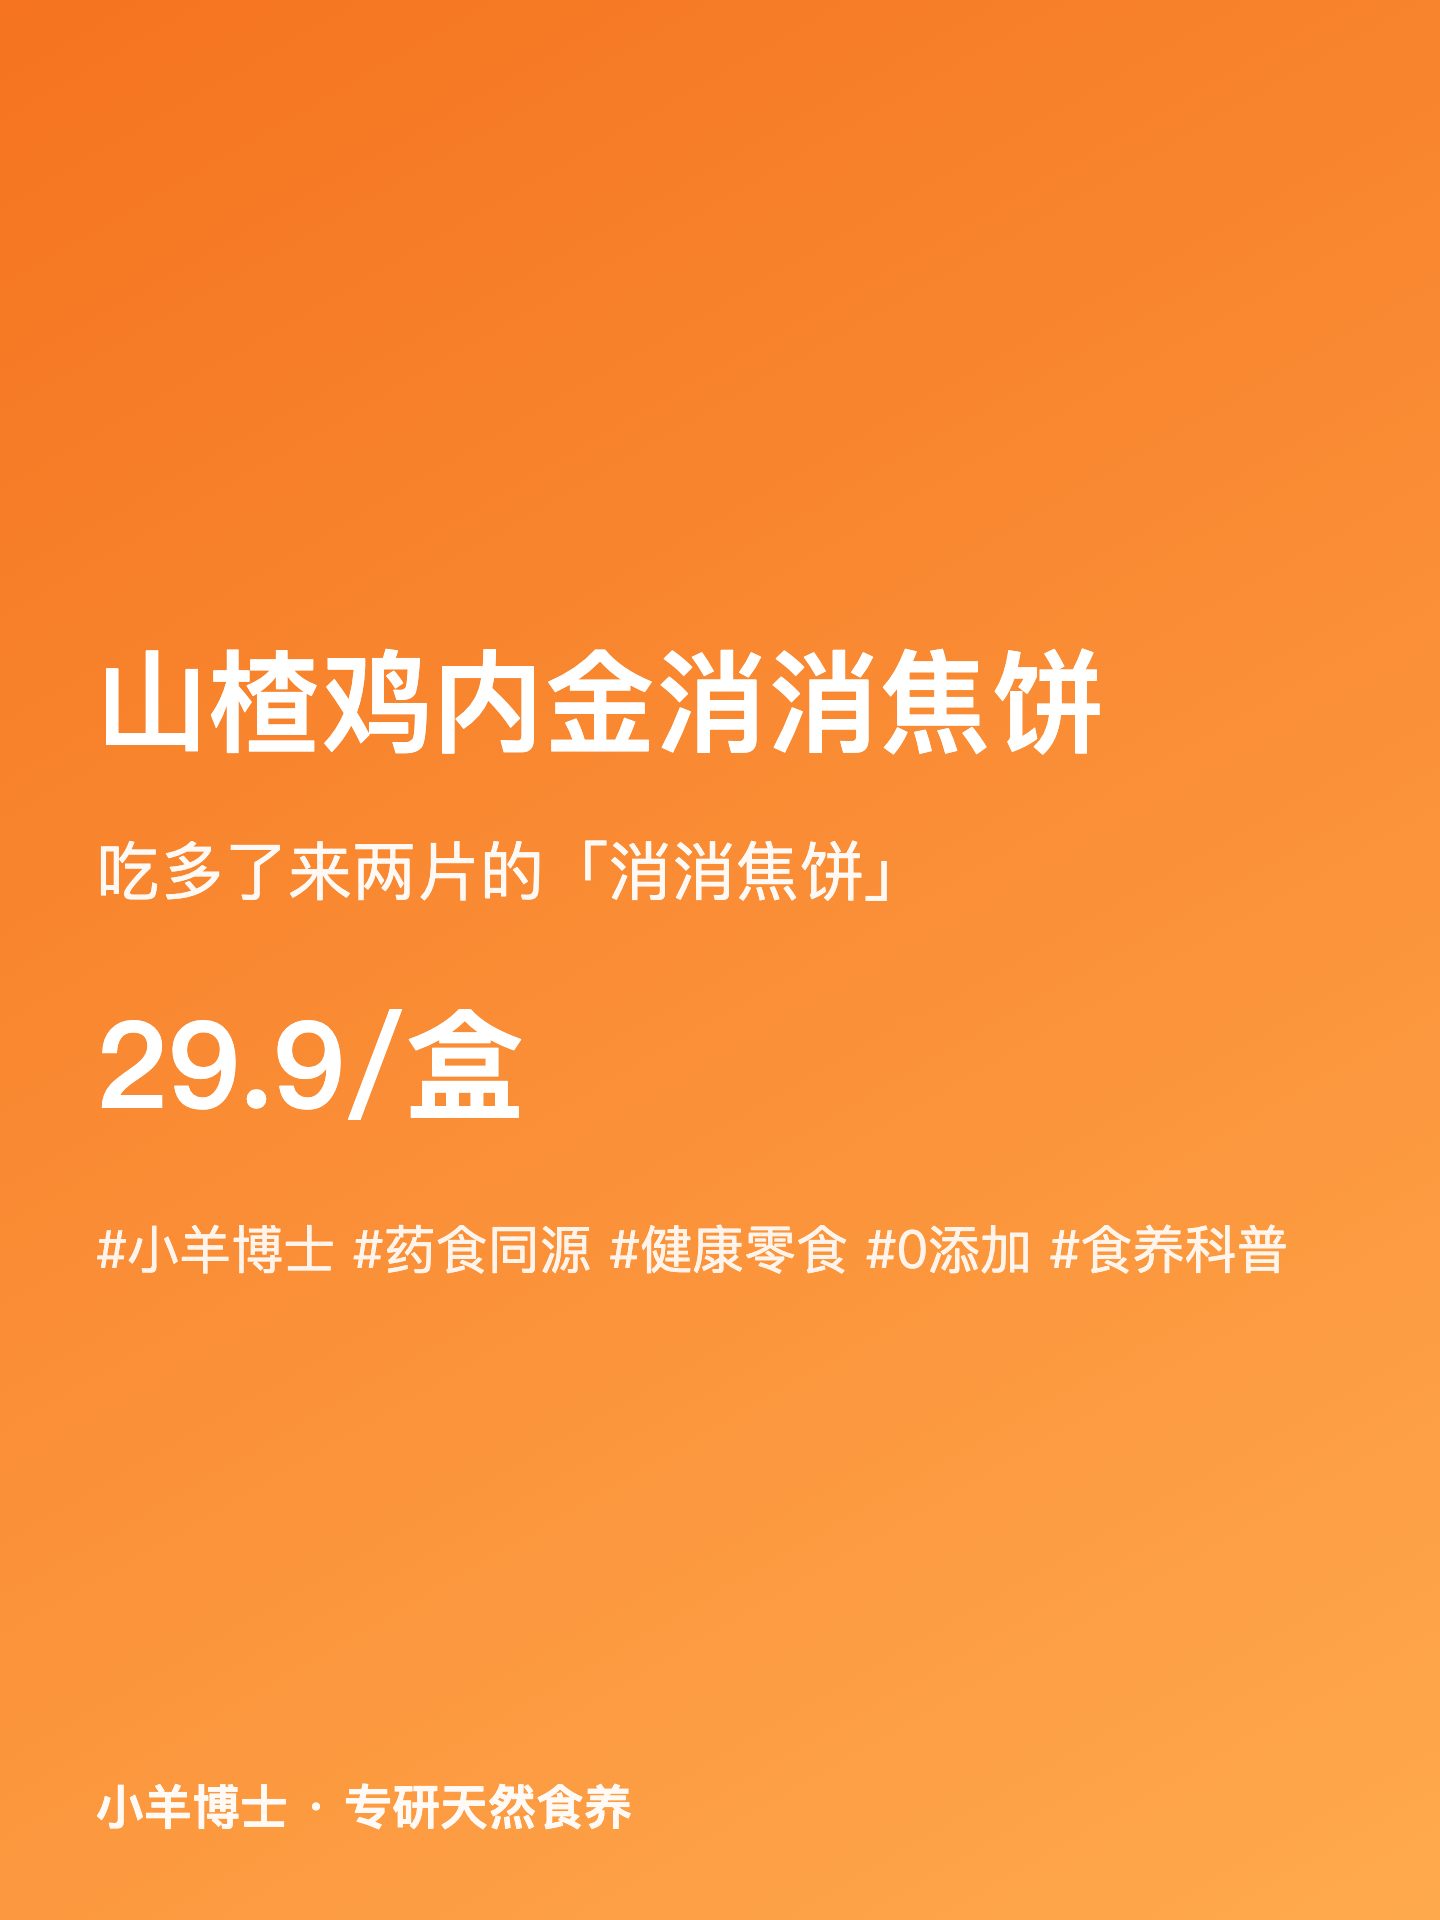 山楂鸡内金消消焦饼
吃多了来两片的「消消焦饼」
29.9/盒
#小羊博士 #药食同源 #健康零食 #0添加 #食养科普
小羊博士 · 专研天然食养